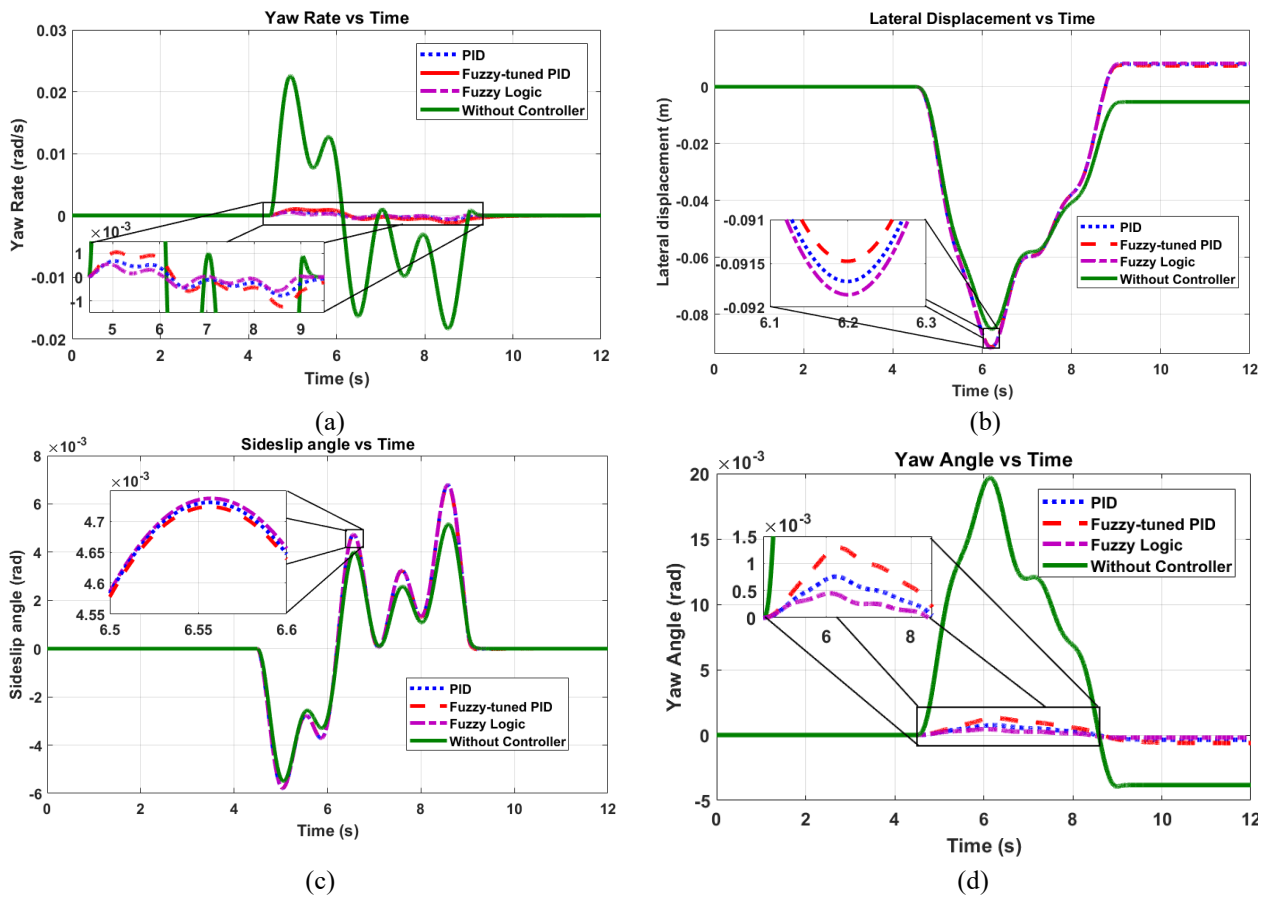 Yaw Rate vs Time
0.03
0.02
0.01
0
-0.01
-0.02
Yaw Rate (rad/s)
PID
Fuzzy-tuned PID
Fuzzy Logic
Without Controller
×10⁻³
1
0
-1
5 6 7 8 9
0 2 4 6 8 10 12
Time (s)
(a)
Lateral Displacement vs Time
0
-0.02
-0.04
-0.06
-0.08
Lateral displacement (m)
-0.091
-0.0915
-0.092
6.1 6.2 6.3
PID
Fuzzy-tuned PID
Fuzzy Logic
Without Controller
0 2 4 6 8 10 12
Time (s)
(b)
Sideslip angle vs Time
×10⁻³
8
6
4
2
0
-2
-4
-6
Sideslip angle (rad)
×10⁻³
4.7
4.65
4.6
4.55
6.5 6.55 6.6
PID
Fuzzy-tuned PID
Fuzzy Logic
Without Controller
0 2 4 6 8 10 12
Time (s)
(c)
Yaw Angle vs Time
×10⁻³
20
15
10
5
0
-5
Yaw Angle (rad)
PID
Fuzzy-tuned PID
Fuzzy Logic
Without Controller
×10⁻³
1.5
1
0.5
0
6 8
0 2 4 6 8 10 12
Time (s)
(d)